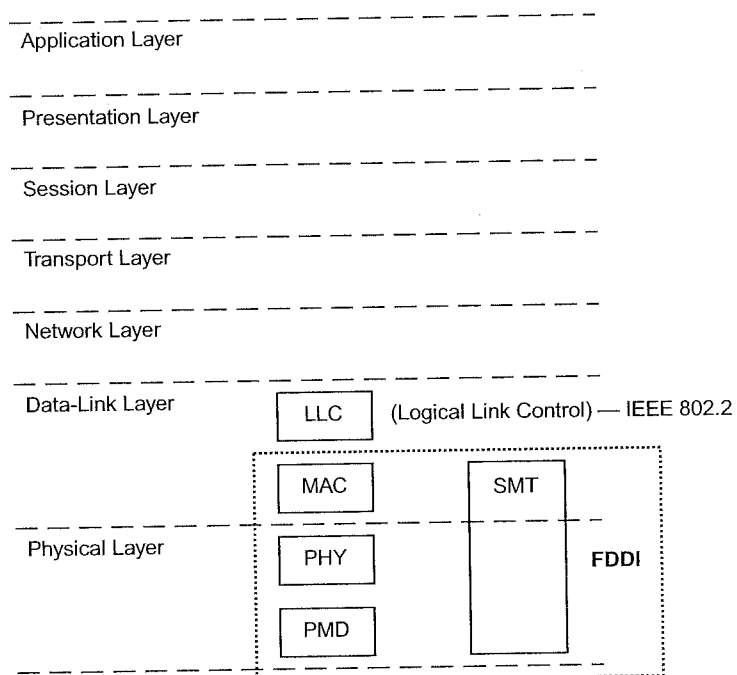 Application Layer
Presentation Layer
Session Layer
Transport Layer
Network Layer
Data-Link Layer
LLC
(Logical Link Control) — IEEE 802.2
MAC
SMT
Physical Layer
PHY
FDDI
PMD